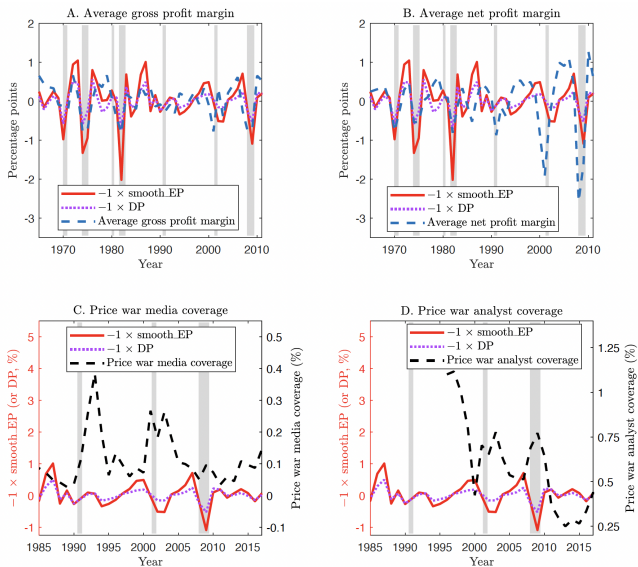 A. Average gross profit margin
Percentage points
2
1
0
-1
-2
-3
−1 × smooth_EP
−1 × DP
Average gross profit margin
1970
1980
1990
2000
2010
Year
B. Average net profit margin
Percentage points
2
1
0
-1
-2
-3
−1 × smooth_EP
−1 × DP
Average net profit margin
1970
1980
1990
2000
2010
Year
C. Price war media coverage
−1 × smooth EP (or DP, %)
5
4
3
2
1
0
-1
−1 × smooth_EP
−1 × DP
Price war media coverage
0.5
0.4
0.3
0.2
0.1
0
-0.1
Price war media coverage (%)
1985
1990
1995
2000
2005
2010
2015
Year
D. Price war analyst coverage
−1 × smooth EP (or DP, %)
5
4
3
2
1
0
-1
−1 × smooth_EP
−1 × DP
Price war analyst coverage
1.25
1
0.75
0.5
0.25
Price war analyst coverage (%)
1985
1990
1995
2000
2005
2010
2015
Year